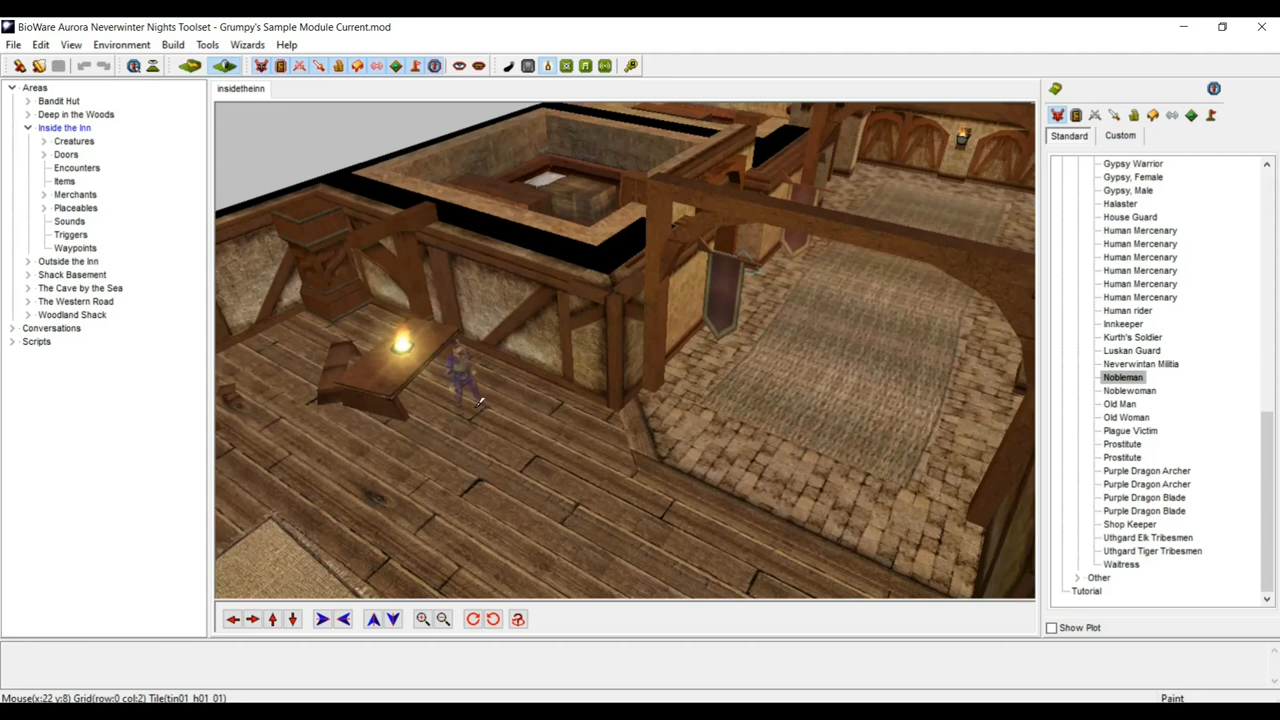 BioWare Aurora Neverwinter Nights Toolset - Grumpy's Sample Module Current.mod
File Edit View Environment Build Tools Wizards Help
Areas
Bandit Hut
Deep in the Woods
Inside the Inn
Creatures
Doors
Encounters
Items
Merchants
Placeables
Sounds
Triggers
Waypoints
Outside the Inn
Shack Basement
The Cave by the Sea
The Western Road
Woodland Shack
Conversations
Scripts
insidetheinn
Standard Custom
Gypsy Warrior
Gypsy, Female
Gypsy, Male
Halaster
House Guard
Human Mercenary
Human Mercenary
Human Mercenary
Human Mercenary
Human Mercenary
Human Mercenary
Human rider
Innkeeper
Kurth's Soldier
Luskan Guard
Neverwintan Militia
Nobleman
Noblewoman
Old Man
Old Woman
Plague Victim
Prostitute
Prostitute
Purple Dragon Archer
Purple Dragon Archer
Purple Dragon Blade
Purple Dragon Blade
Shop Keeper
Uthgard Elk Tribesmen
Uthgard Tiger Tribesmen
Waitress
Other
Tutorial
Show Plot
Mouse(x:22 y:8) Grid(row:0 col:2) Tile(tin01_h01_01)
Paint